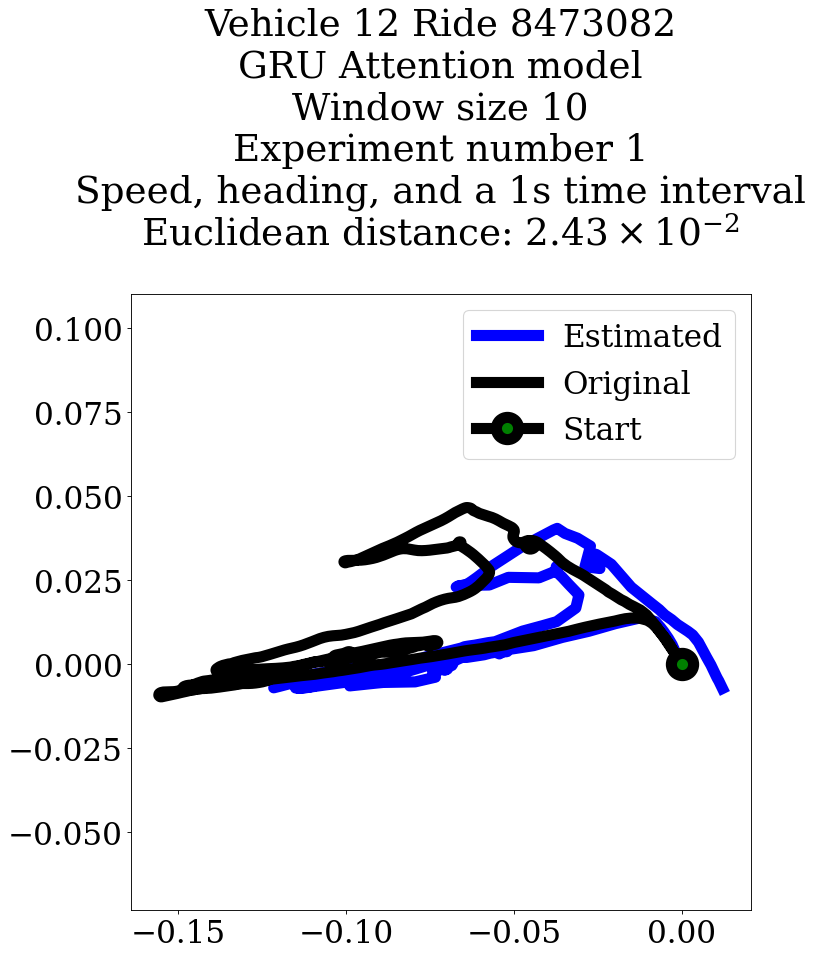 Vehicle 12 Ride 8473082
GRU Attention model
Window size 10
Experiment number 1
Speed, heading, and a 1s time interval
Euclidean distance: 2.43 × 10⁻²
Estimated
Original
Start
0.100
0.075
0.050
0.025
0.000
−0.025
−0.050
−0.15
−0.10
−0.05
0.00